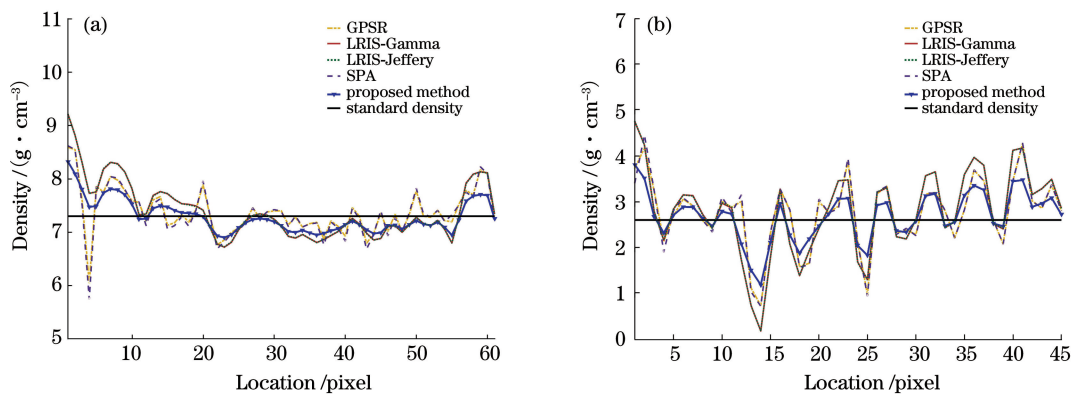 (a)
GPSR
LRIS-Gamma
LRIS-Jeffery
SPA
proposed method
standard density
Density /(g · cm⁻³)
11
10
9
8
7
6
5
10
20
30
40
50
60
Location /pixel
(b)
GPSR
LRIS-Gamma
LRIS-Jeffery
SPA
proposed method
standard density
Density /(g · cm⁻³)
7
6
5
4
3
2
1
0
5
10
15
20
25
30
35
40
45
Location /pixel